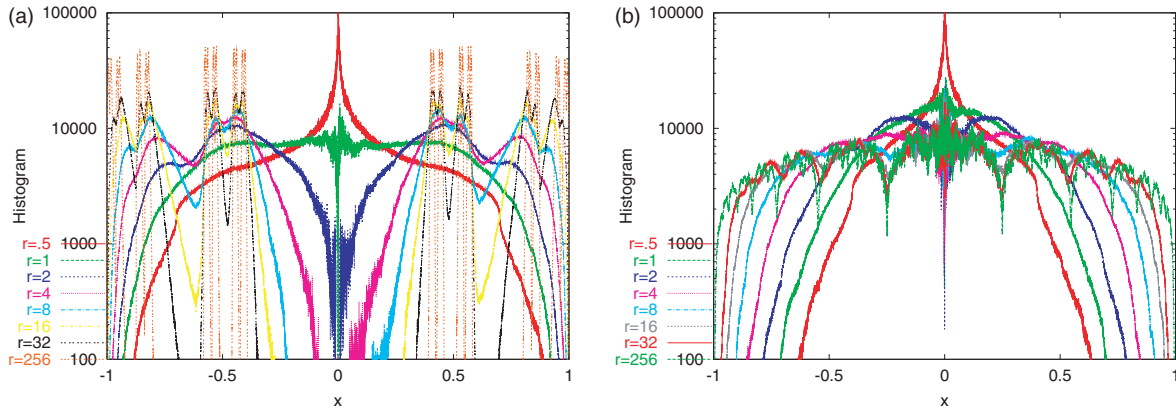 (a)
100000
10000
1000
100
Histogram
r=.5
r=1
r=2
r=4
r=8
r=16
r=32
r=256
-1
-0.5
0
0.5
1
x
(b)
100000
10000
1000
100
Histogram
r=.5
r=1
r=2
r=4
r=8
r=16
r=32
r=256
-1
-0.5
0
0.5
1
x